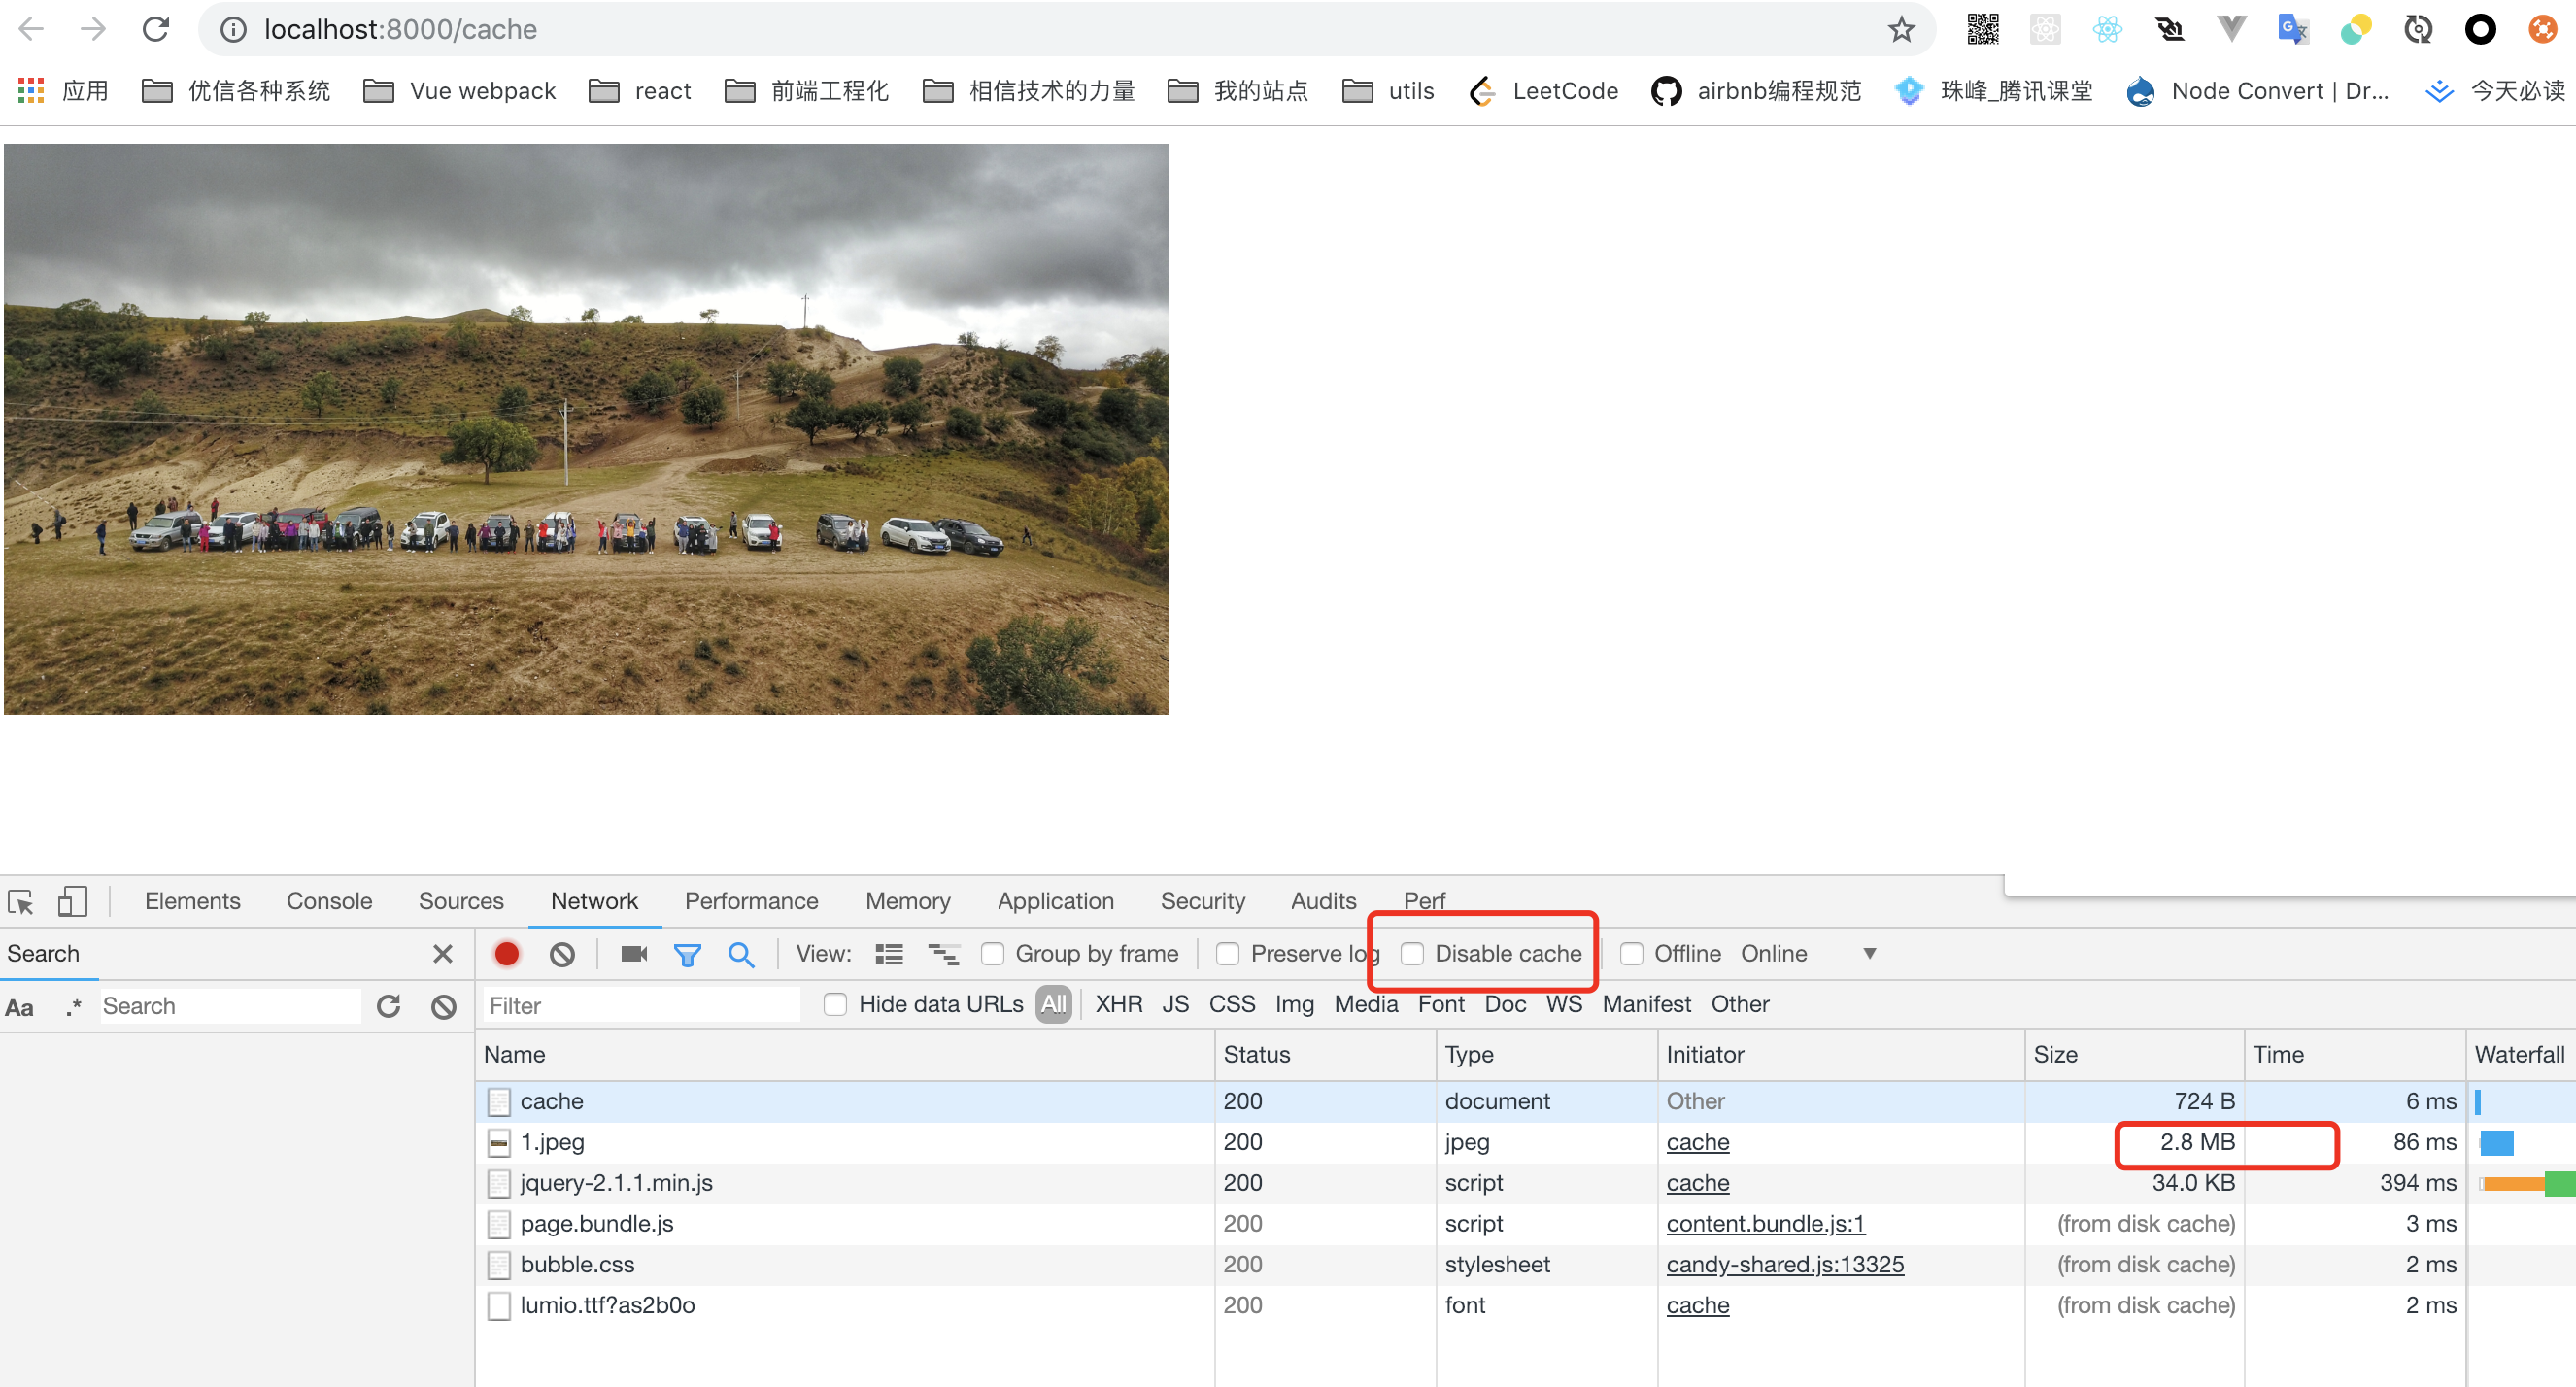 localhost:8000/cache
应用 优信各种系统 Vue webpack react 前端工程化 相信技术的力量 我的站点 utils LeetCode airbnb编程规范 珠峰_腾讯课堂 Node Convert | Dr... 今天必读
Elements Console Sources Network Performance Memory Application Security Audits Perf
Search
View: Group by frame Preserve log Disable cache Offline Online
Aa .* Search
Filter Hide data URLs All XHR JS CSS Img Media Font Doc WS Manifest Other
Name Status Type Initiator Size Time Waterfall
cache 200 document Other 724 B 6 ms
1.jpeg 200 jpeg cache 2.8 MB 86 ms
jquery-2.1.1.min.js 200 script cache 34.0 KB 394 ms
page.bundle.js 200 script content.bundle.js:1 (from disk cache) 3 ms
bubble.css 200 stylesheet candy-shared.js:13325 (from disk cache) 2 ms
lumio.ttf?as2b0o 200 font cache (from disk cache) 2 ms